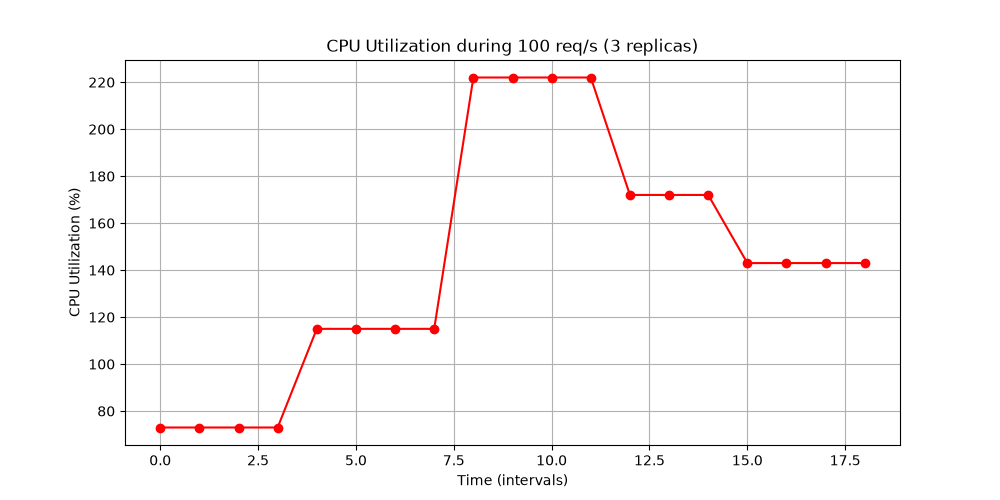 CPU Utilization during 100 req/s (3 replicas)
CPU Utilization (%)
220
200
180
160
140
120
100
80
0.0 2.5 5.0 7.5 10.0 12.5 15.0 17.5
Time (intervals)